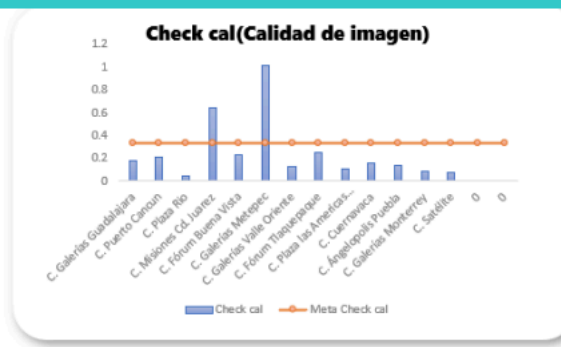 Check cal(Calidad de imagen)
1.2
1
0.8
0.6
0.4
0.2
0
C. Galerías Guadalajara
C. Puerto Cancun
C. Plaza Rio
C. Misiones Cd. Juarez
C. Fórum Buena Vista
C. Galerías Metepec
C. Galerías Valle Oriente
C. Fórum Tlaquepaque
C. Plaza las Americas...
C. Cuernavaca
C. Ángelopolis Puebla
C. Galerías Monterrey
C. Satélite
0
0
Check cal
Meta Check cal